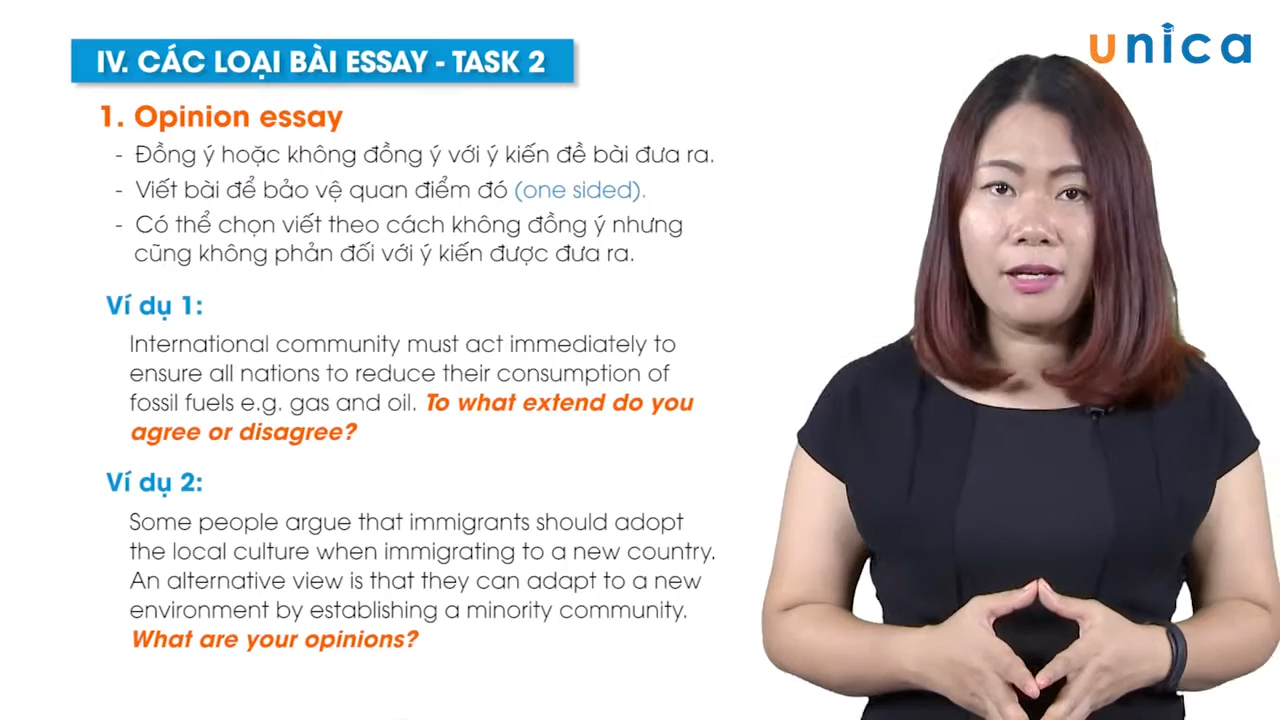 unica
IV. CÁC LOẠI BÀI ESSAY - TASK 2
1. Opinion essay
- Đồng ý hoặc không đồng ý với ý kiến đề bài đưa ra.
- Viết bài để bảo vệ quan điểm đó (one sided).
- Có thể chọn viết theo cách không đồng ý nhưng
cũng không phản đối với ý kiến được đưa ra.
Ví dụ 1:
International community must act immediately to
ensure all nations to reduce their consumption of
fossil fuels e.g. gas and oil. To what extend do you
agree or disagree?
Ví dụ 2:
Some people argue that immigrants should adopt
the local culture when immigrating to a new country.
An alternative view is that they can adapt to a new
environment by establishing a minority community.
What are your opinions?